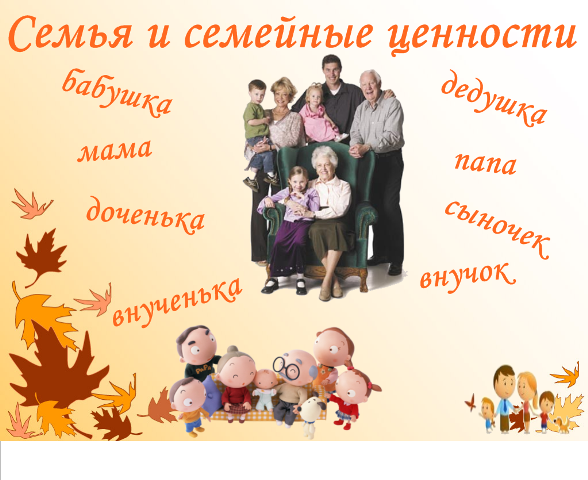 Семья и семейные ценности
бабушка
дедушка
мама
папа
доченька
сыночек
внученька
внучок